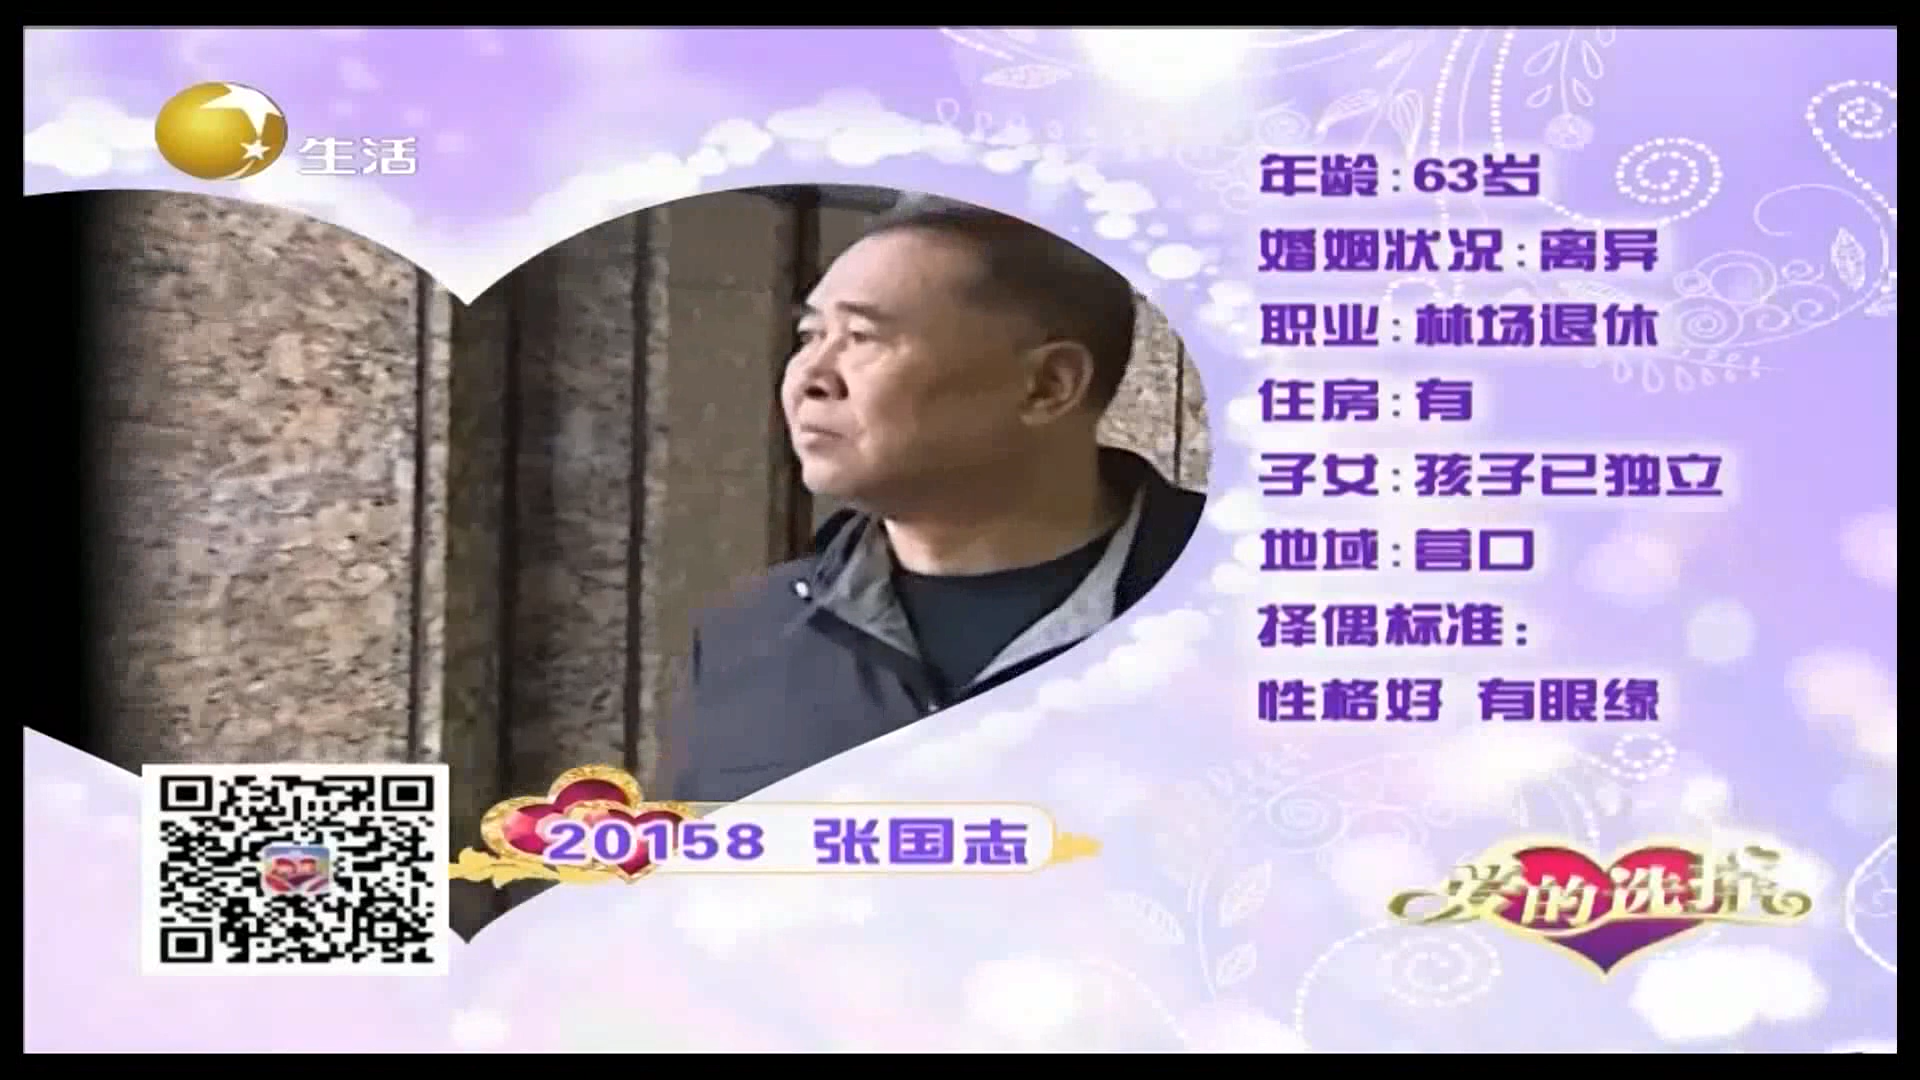 生活
年龄:63岁
婚姻状况:离异
职业:林场退休
住房:有
子女:孩子已独立
地域:营口
择偶标准:
性格好 有眼缘
20158 张国志
爱的选择